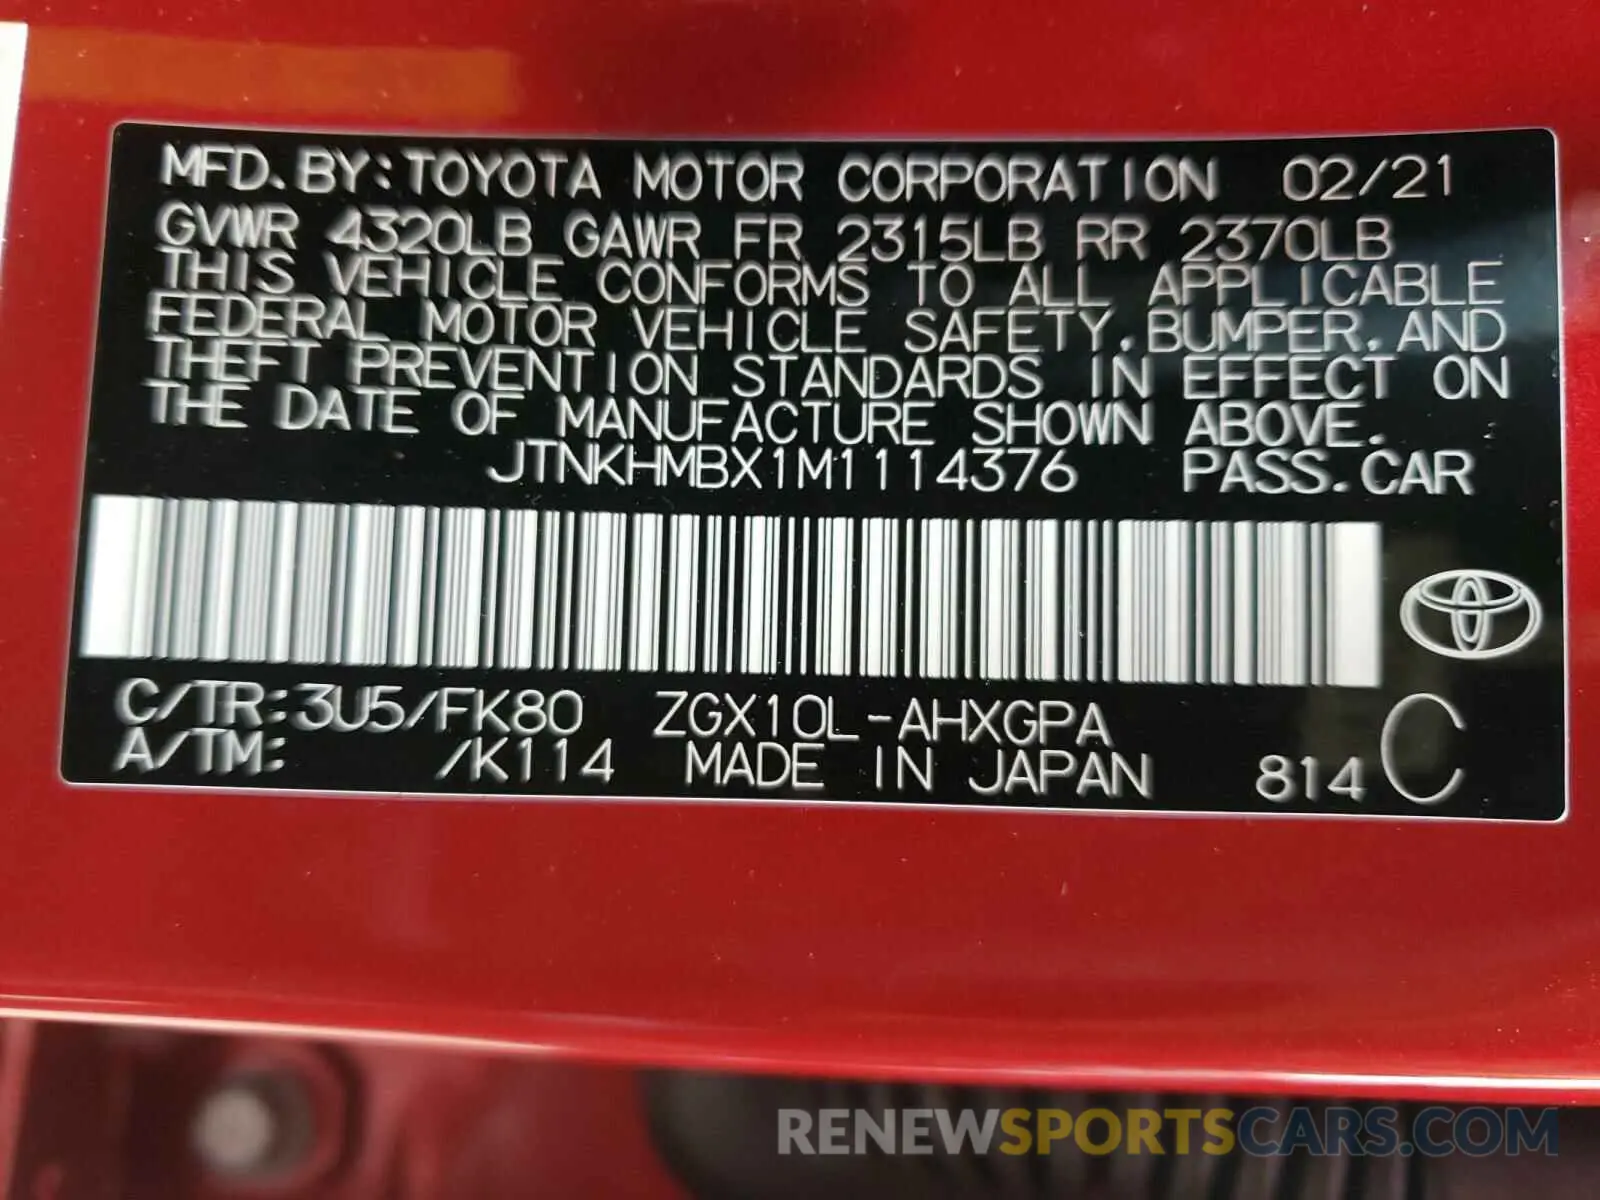 MFD. BY: TOYOTA MOTOR CORPORATION 02/21
GVWR 4320LB GAWR FR 2315LB RR 2370LB
THIS VEHICLE CONFORMS TO ALL APPLICABLE
FEDERAL MOTOR VEHICLE SAFETY, BUMPER, AND
THEFT PREVENTION STANDARDS IN EFFECT ON
THE DATE OF MANUFACTURE SHOWN ABOVE.
JTNKHMBX1M1114376 PASS. CAR
C/TR: 3U5/FK80 ZGX10L-AHXGPA
A/TM: /K114 MADE IN JAPAN 814 C
RENEWSPORTSCARS.COM